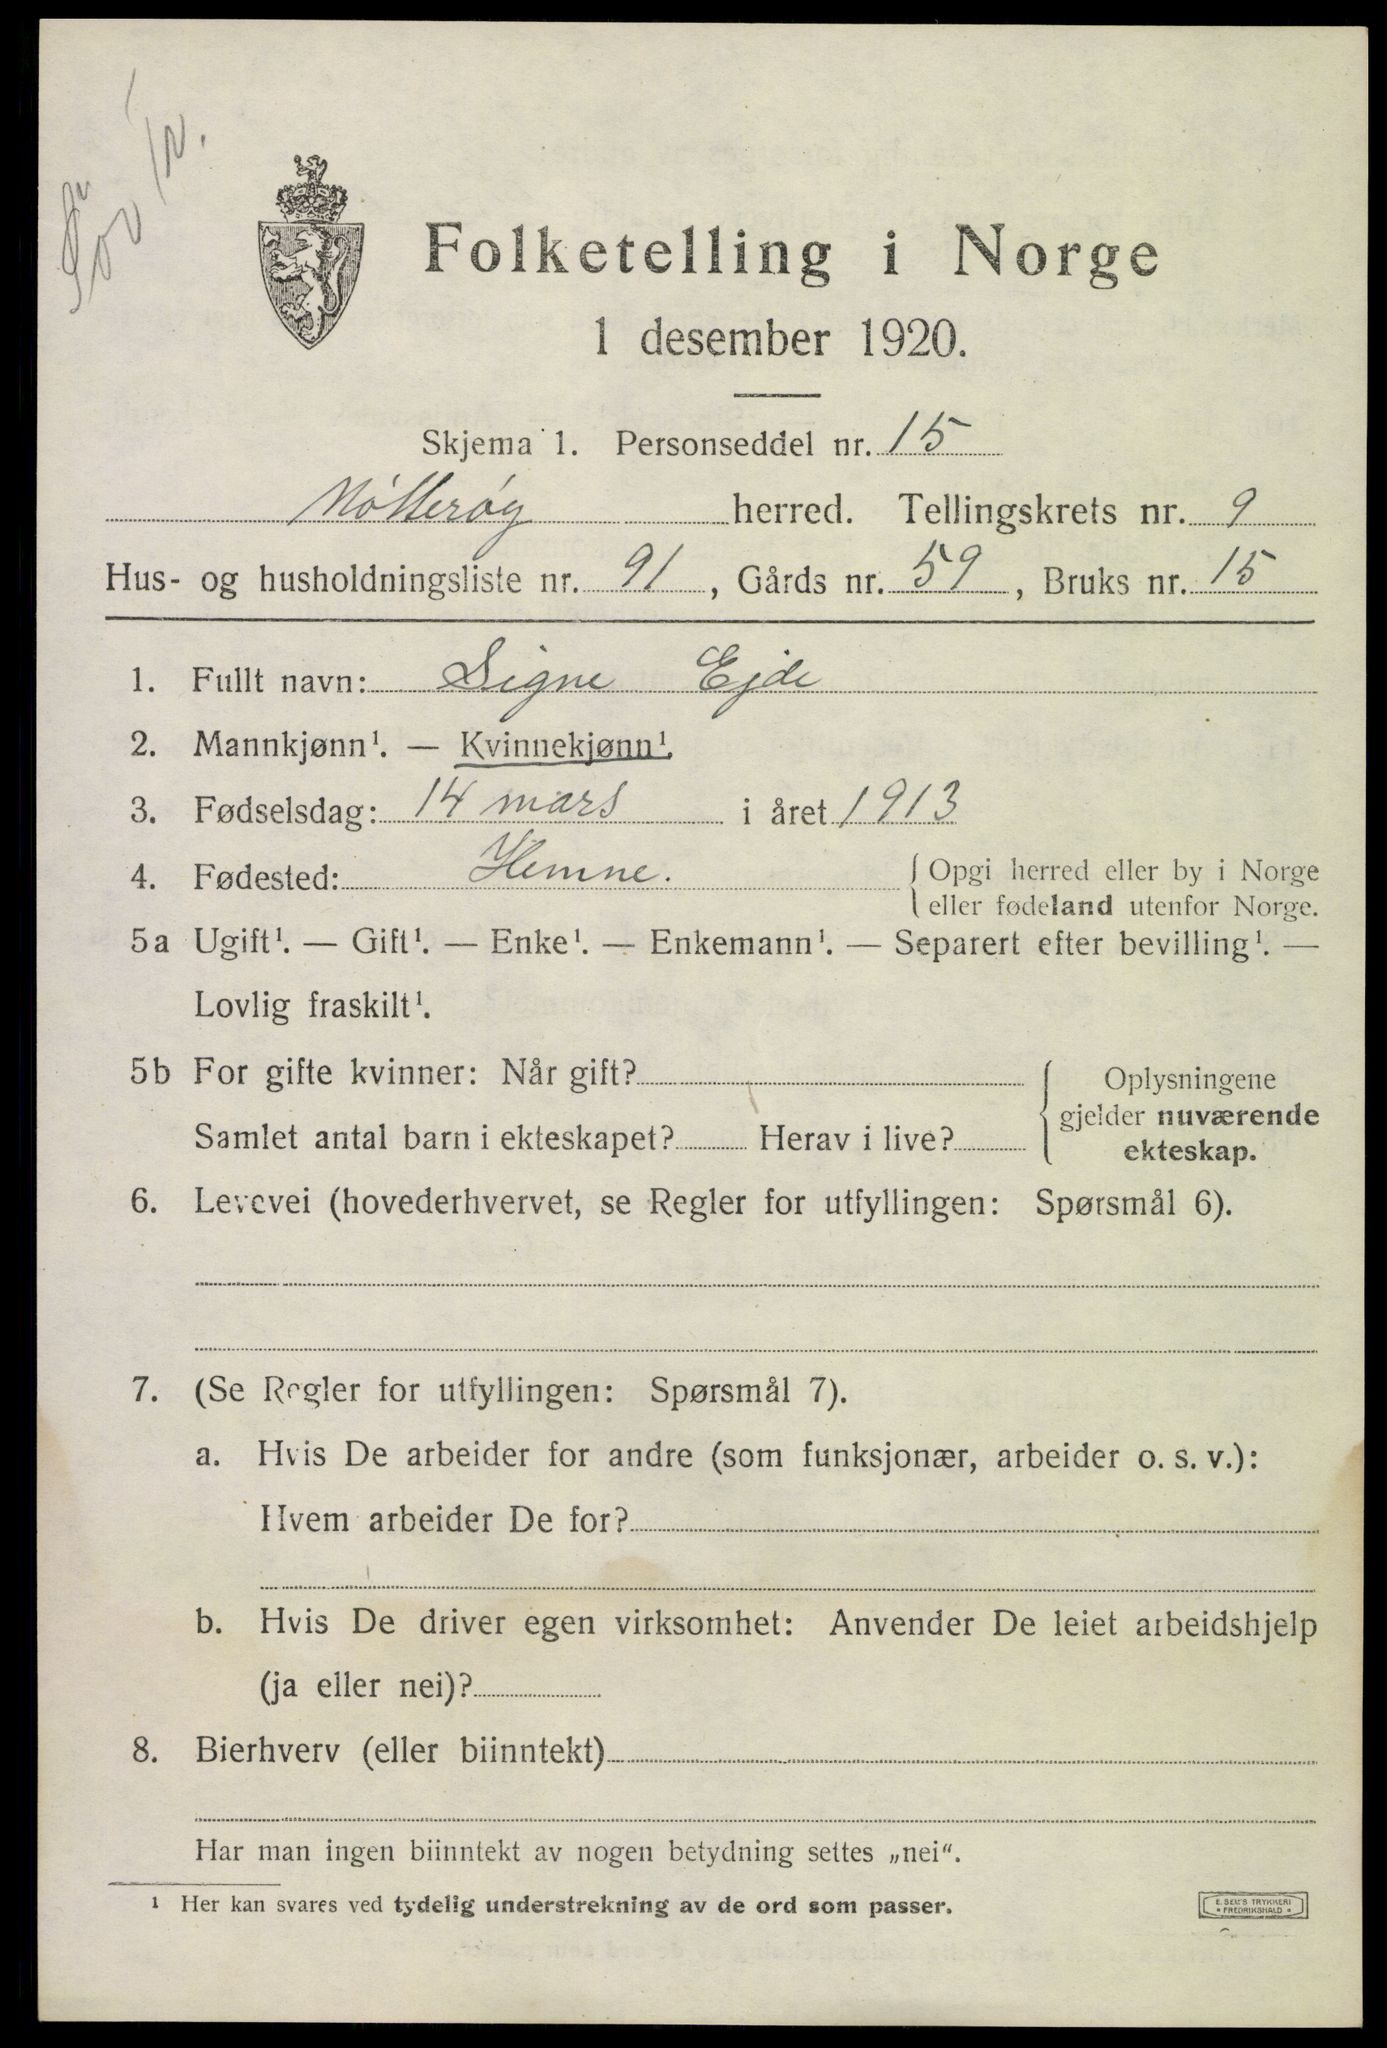 Folketelling i Norge
1 desember 1920.
Skjema 1. Personseddel nr. 15
Nøtterøy herred. Tellingskrets nr. 9
Hus- og husholdningsliste nr. 91, Gårds nr. 59, Bruks nr. 15
1. Fullt navn: Signe Ejde
2. Mannkjønn¹. — Kvinnekjønn¹.
3. Fødselsdag: 14 mars i året 1913
4. Fødested: Hemne. { Opgi herred eller by i Norge
eller fødeland utenfor Norge.
5a Ugift¹. — Gift¹. — Enke¹. — Enkemann¹. — Separert efter bevilling¹. —
Lovlig fraskilt¹.
5b For gifte kvinner: Når gift?
Samlet antal barn i ekteskapet? Herav i live?
Oplysningene
gjelder nuværende
ekteskap.
6. Levevei (hovederhvervet, se Regler for utfyllingen: Spørsmål 6).
7. (Se Regler for utfyllingen: Spørsmål 7).
a. Hvis De arbeider for andre (som funksjonær, arbeider o. s. v.):
Hvem arbeider De for?
b. Hvis De driver egen virksomhet: Anvender De leiet arbeidshjelp
(ja eller nei)?
8. Bierhverv (eller biinntekt)
Har man ingen biinntekt av nogen betydning settes „nei“.
¹ Her kan svares ved tydelig understrekning av de ord som passer.
E. SEM'S TRYKKERI
• FREDRIKSHALD •